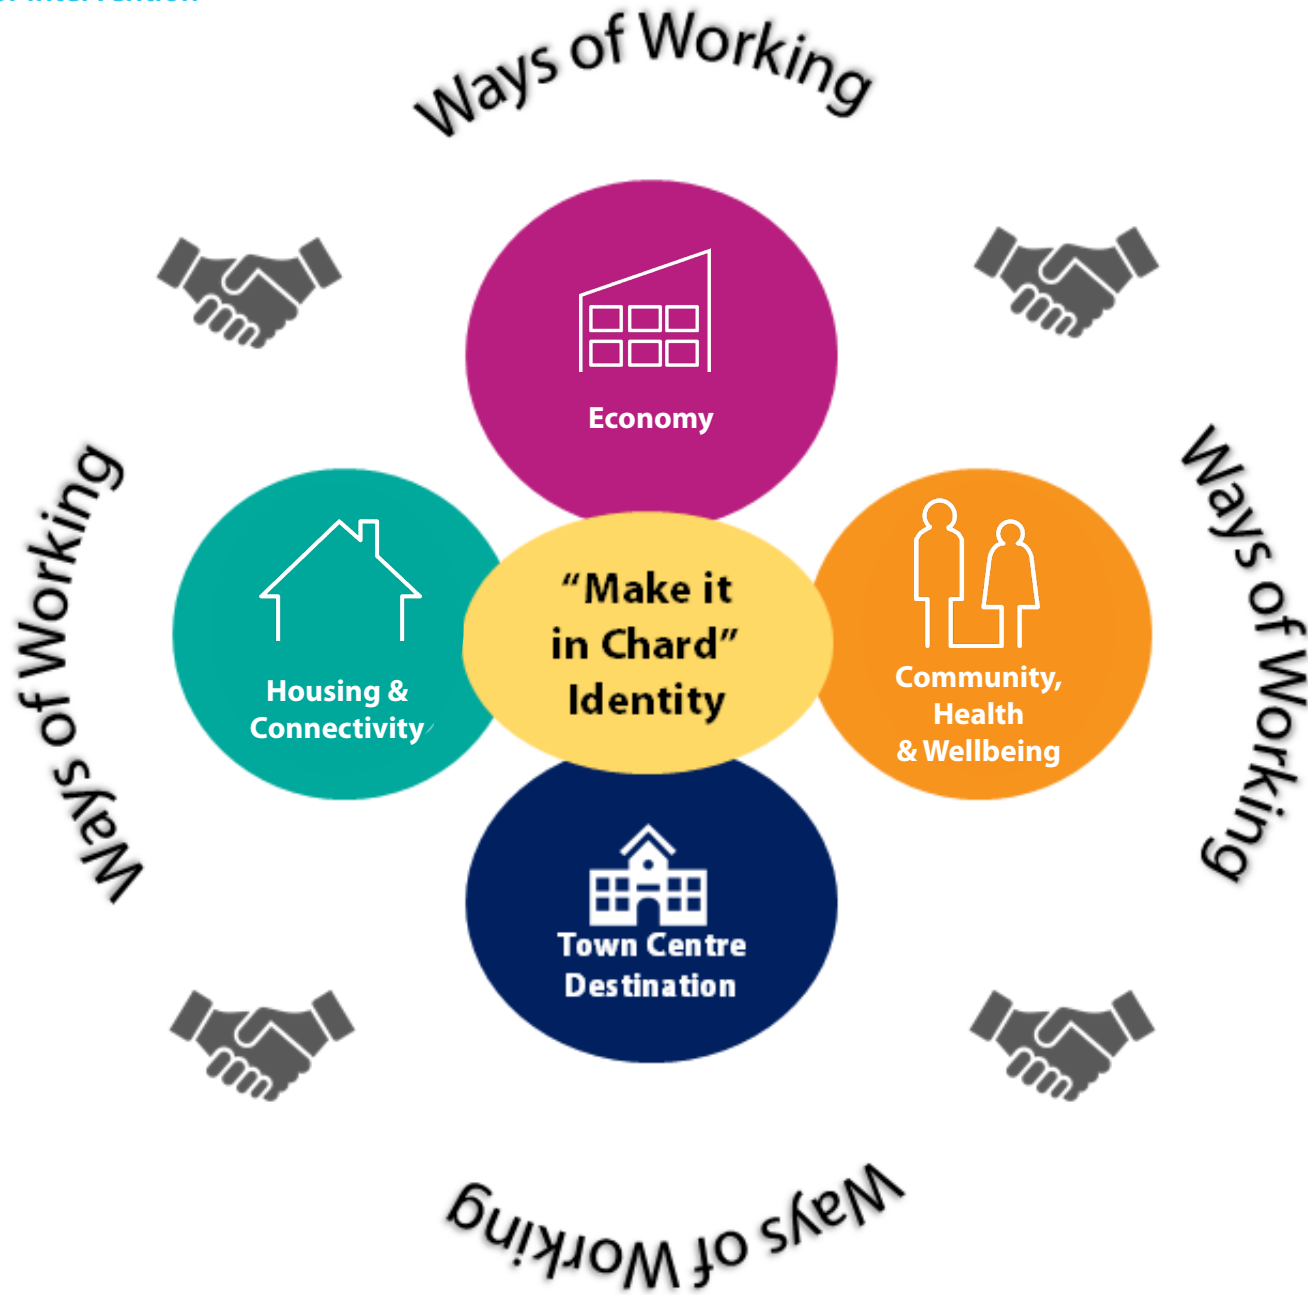 Intervention
Ways of Working
Economy
Ways of Working
Ways of Working
Housing &
Connectivity
“Make it
in Chard”
Identity
Community,
Health
& Wellbeing
Town Centre
Destination
Ways of Working